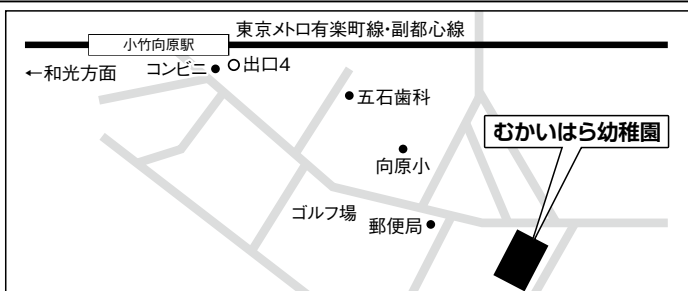 東京メトロ有楽町線・副都心線
小竹向原駅
←和光方面
コンビニ
出口4
五石歯科
むかいはら幼稚園
向原小
ゴルフ場
郵便局